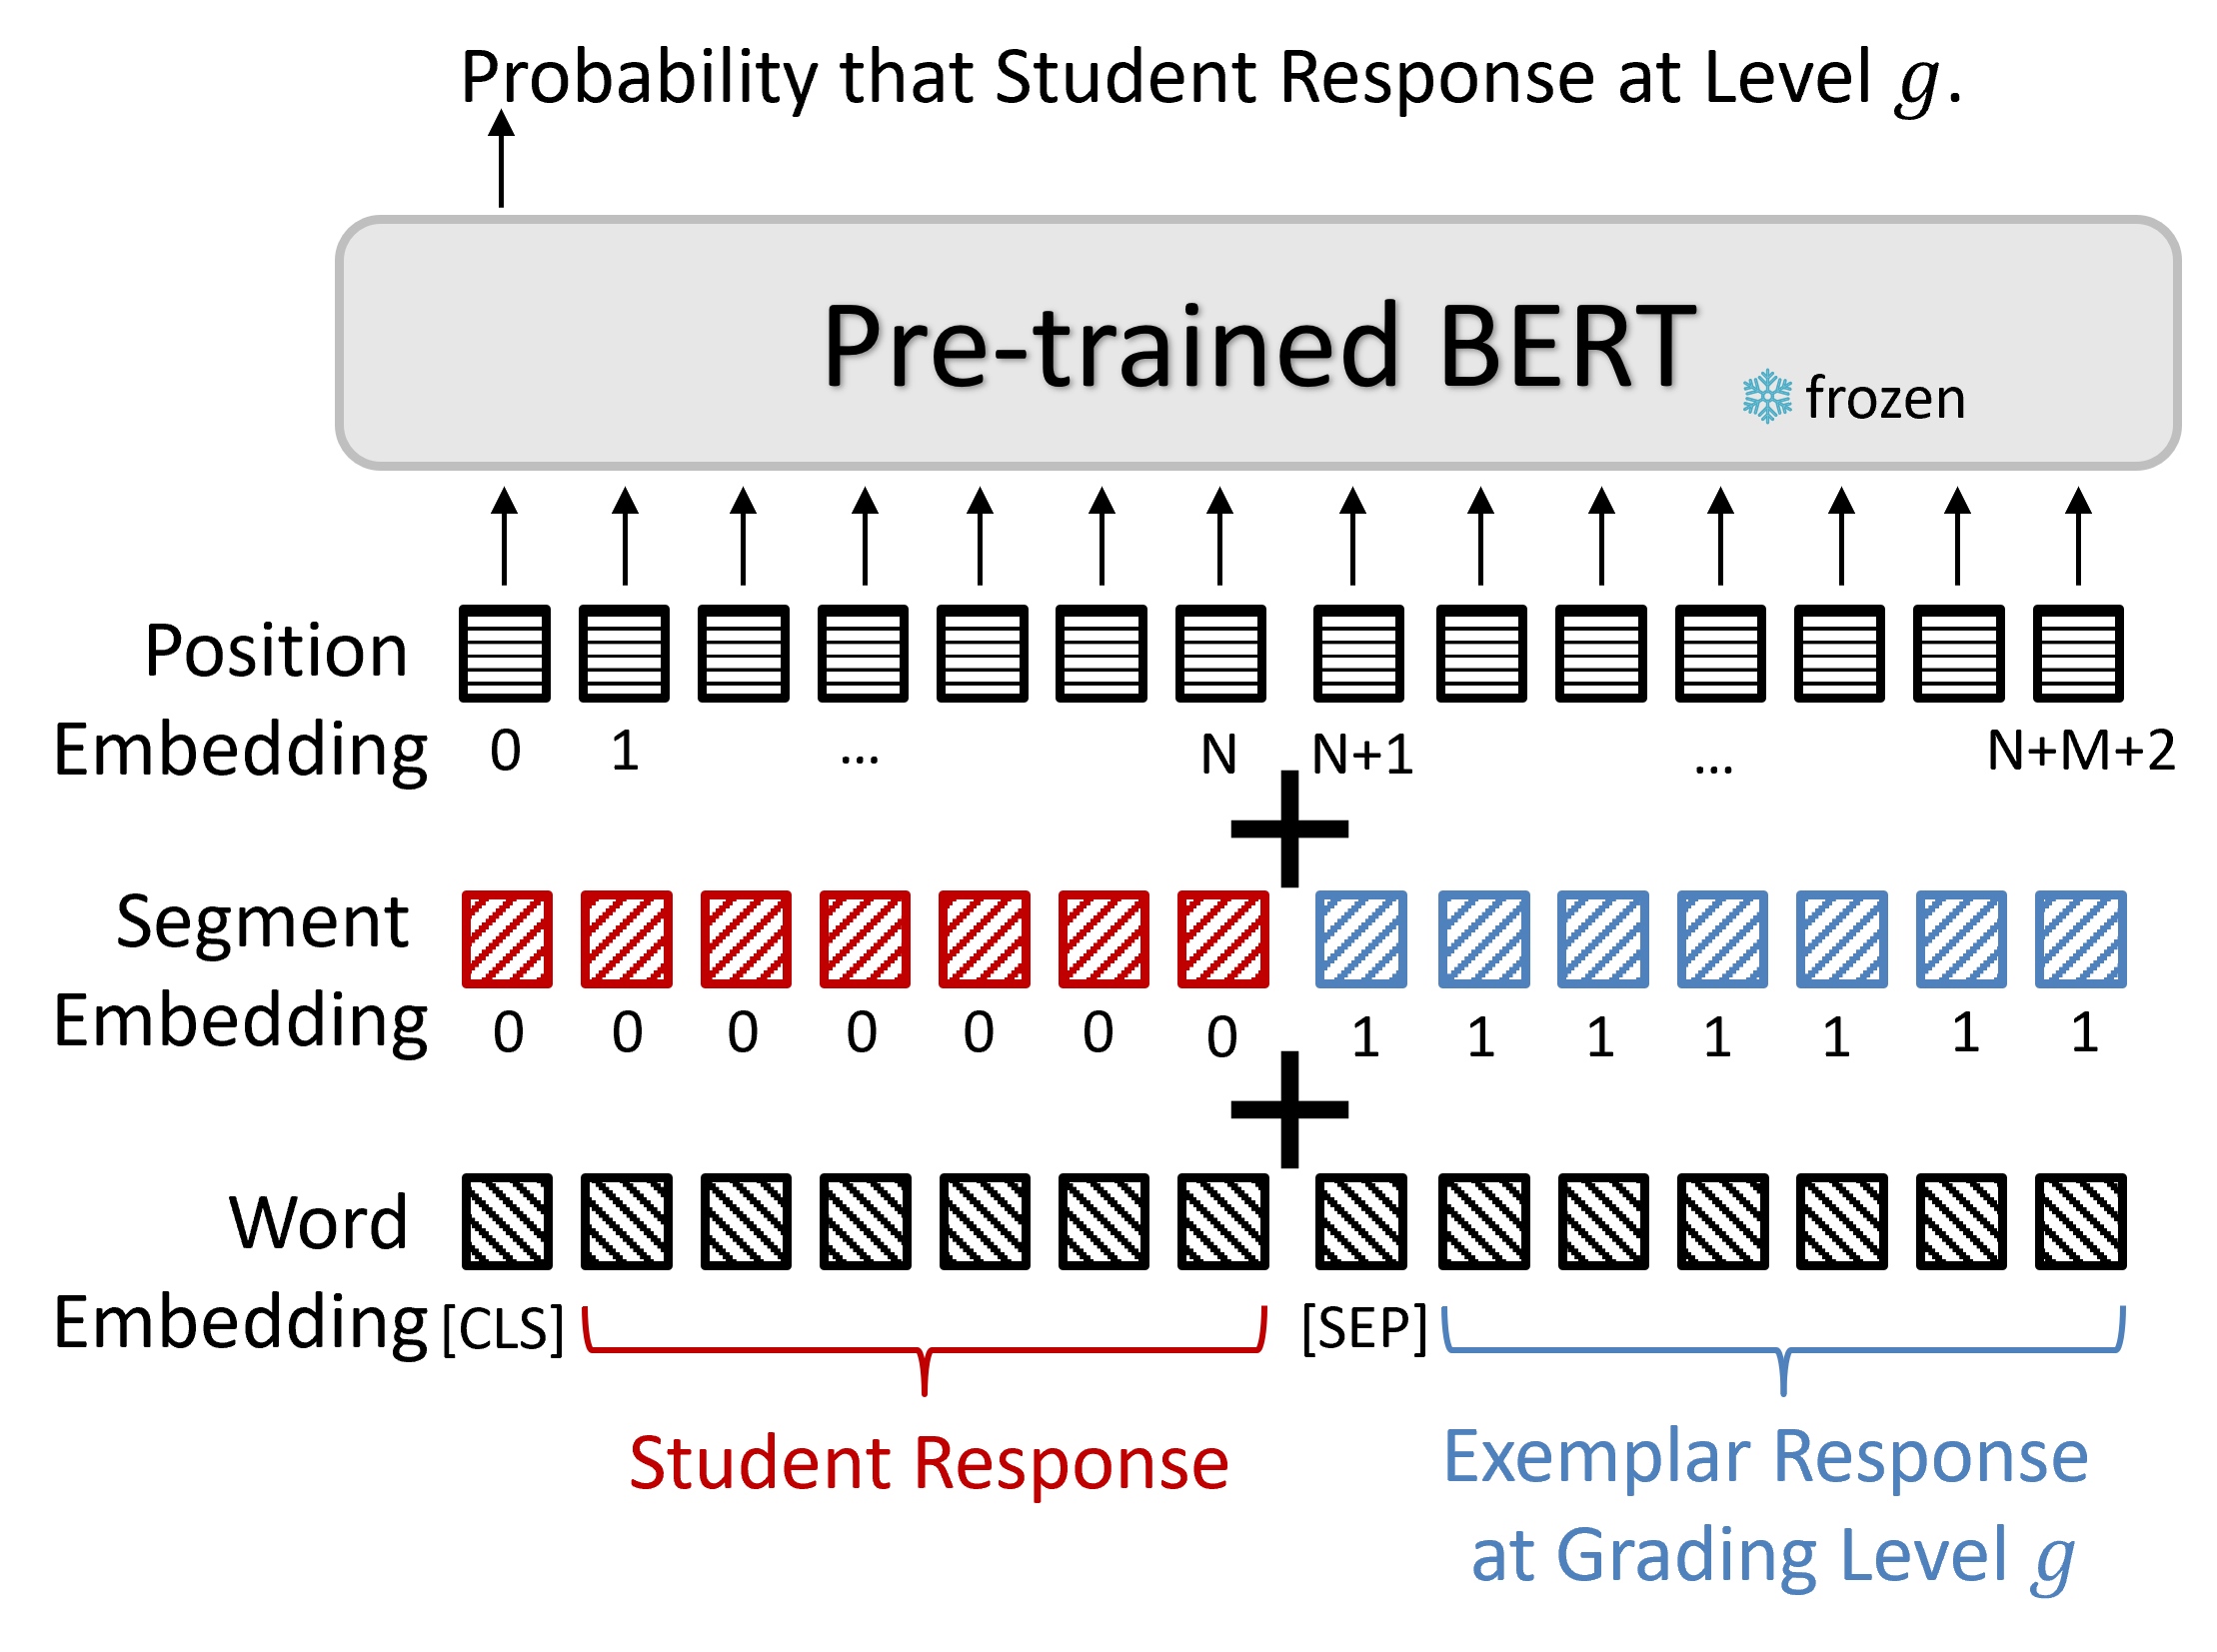 Probability that Student Response at Level g.
Pre-trained BERT
frozen
Position
Embedding
0 1 ... N N+1 ... N+M+2
+
Segment
Embedding
0 0 0 0 0 0 0 1 1 1 1 1 1 1
+
Word
Embedding
[CLS] [SEP]
Student Response
Exemplar Response
at Grading Level g